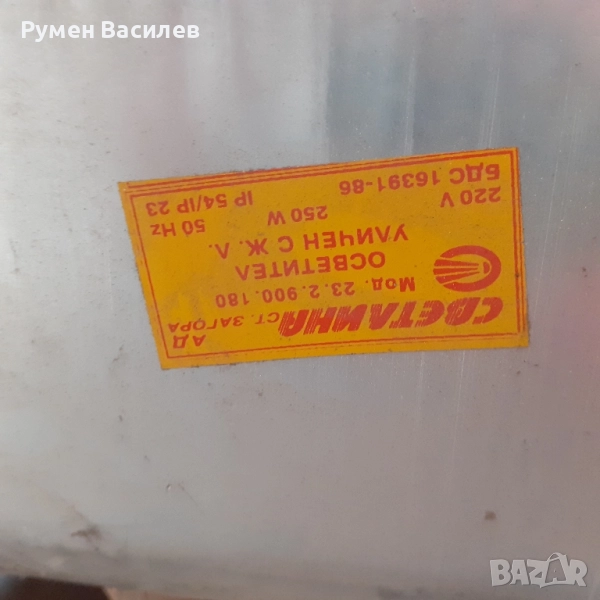 Румен Василев
СВЕТЛИНА АД
СТ. ЗАГОРА
Мод. 23.2.900.180
ОСВЕТИТЕЛ
УЛИЧЕН С Ж. Л.
220 V 250 W 50 Hz
БДС 16391-86 IP 54/IP 23
BAZAR